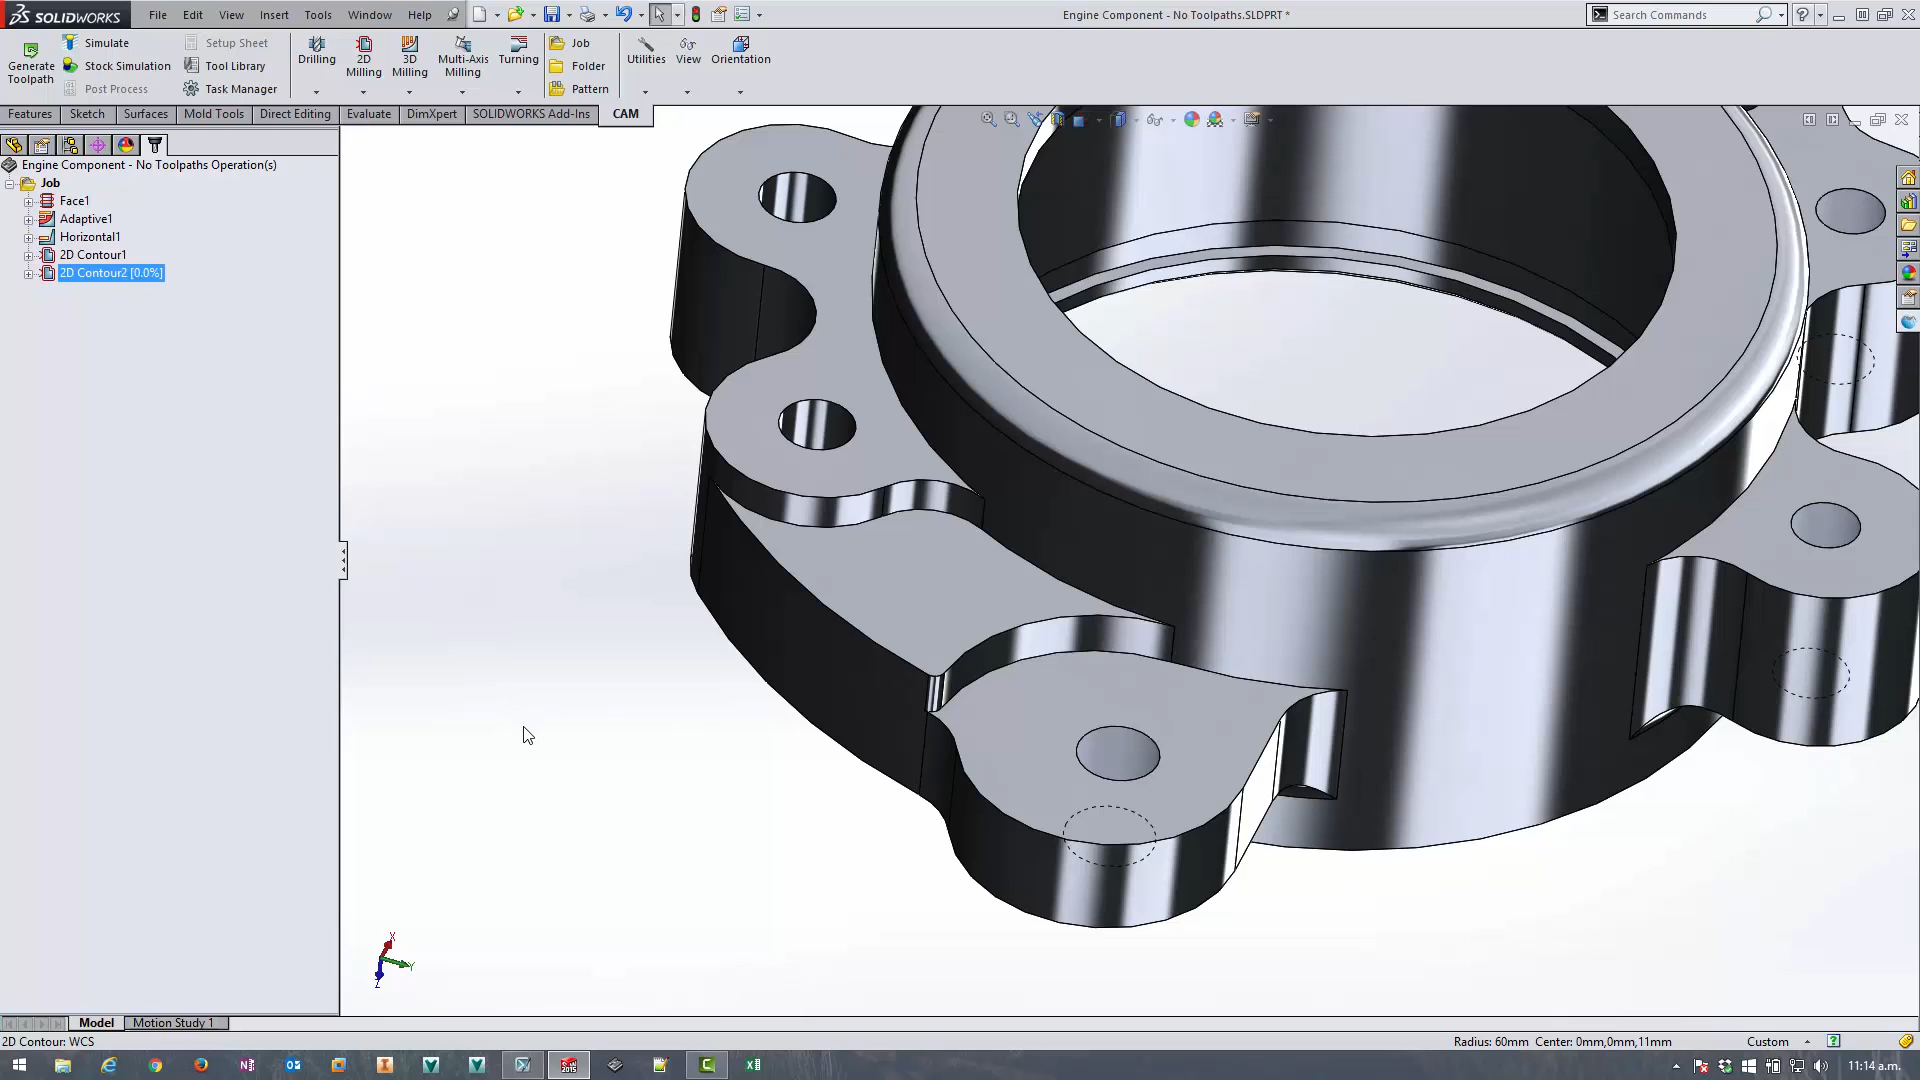 SOLIDWORKS File Edit View Insert Tools Window Help Engine Component - No Toolpaths.SLDPRT * Search Commands
Generate Toolpath
Simulate
Stock Simulation
Post Process
Setup Sheet
Tool Library
Task Manager
Drilling
2D Milling
3D Milling
Multi-Axis Milling
Turning
Job
Folder
Pattern
Utilities
View
Orientation
Features Sketch Surfaces Mold Tools Direct Editing Evaluate DimXpert SOLIDWORKS Add-Ins CAM
Engine Component - No Toolpaths Operation(s)
Job
Face1
Adaptive1
Horizontal1
2D Contour1
2D Contour2 [0.0%]
X
Y
Z
Model Motion Study 1
2D Contour: WCS Radius: 60mm Center: 0mm,0mm,11mm Custom
11:14 a.m.